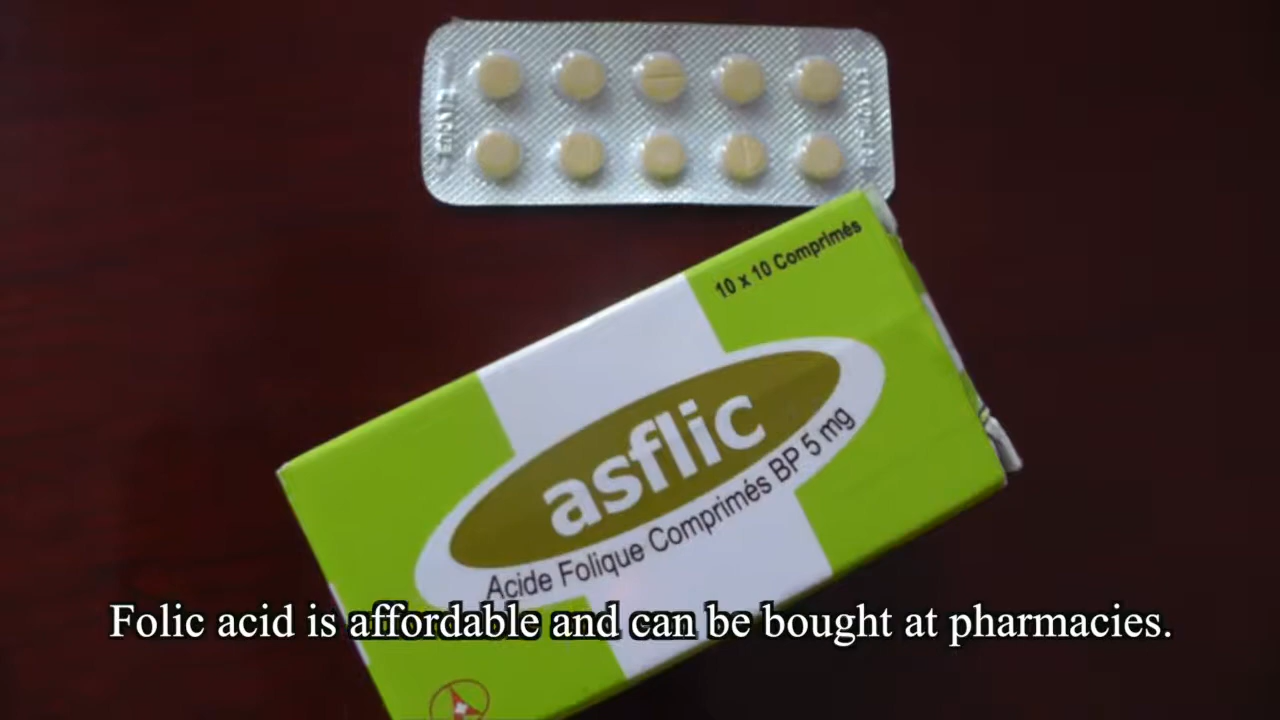 10 x 10 Comprimés
asflic
Acide Folique Comprimés BP 5 mg
Folic acid is affordable and can be bought at pharmacies.